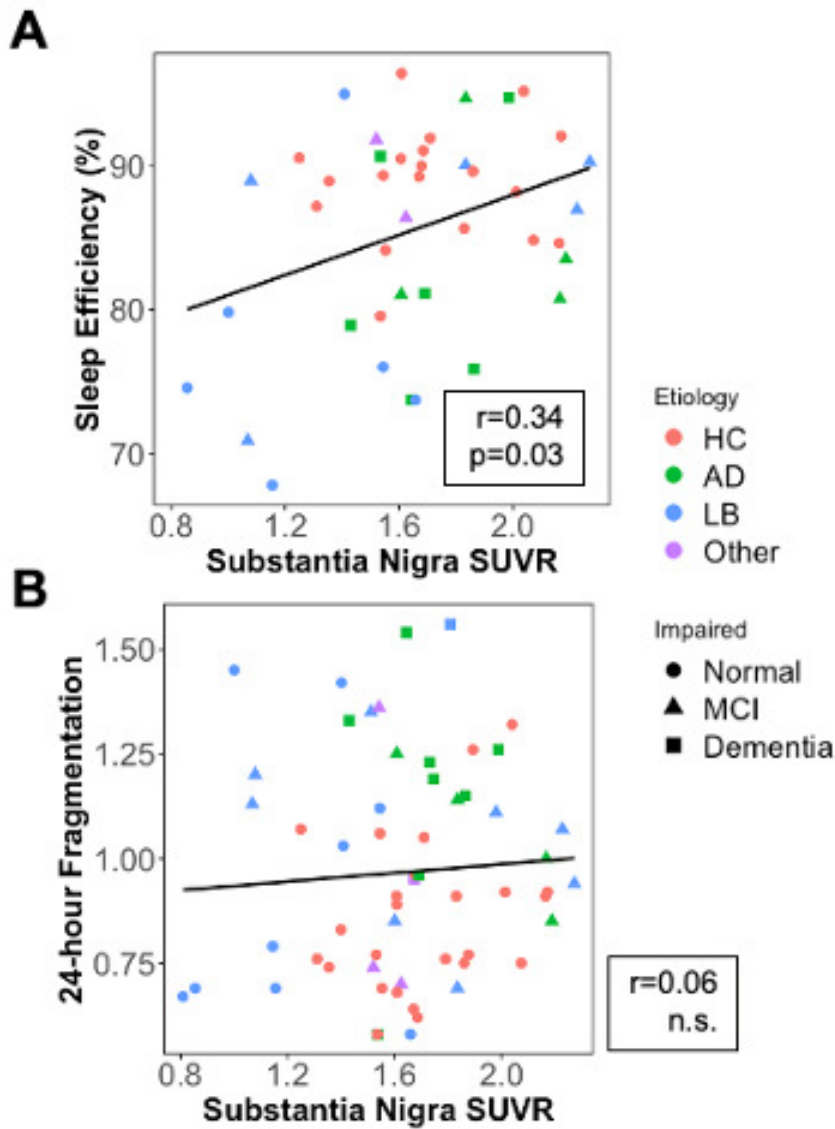 A
Sleep Efficiency (%)
90
80
70
r=0.34
p=0.03
0.8 1.2 1.6 2.0
Substantia Nigra SUVR
Etiology
HC
AD
LB
Other
B
24-hour Fragmentation
1.50
1.25
1.00
0.75
0.8 1.2 1.6 2.0
Substantia Nigra SUVR
Impaired
Normal
MCI
Dementia
r=0.06
n.s.